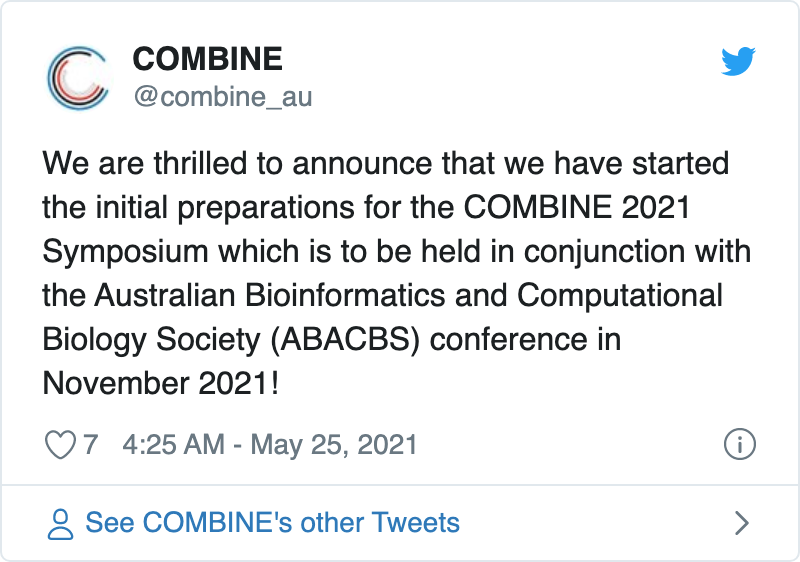 COMBINE
@combine_au
We are thrilled to announce that we have started
the initial preparations for the COMBINE 2021
Symposium which is to be held in conjunction with
the Australian Bioinformatics and Computational
Biology Society (ABACBS) conference in
November 2021!
7 4:25 AM - May 25, 2021
See COMBINE's other Tweets